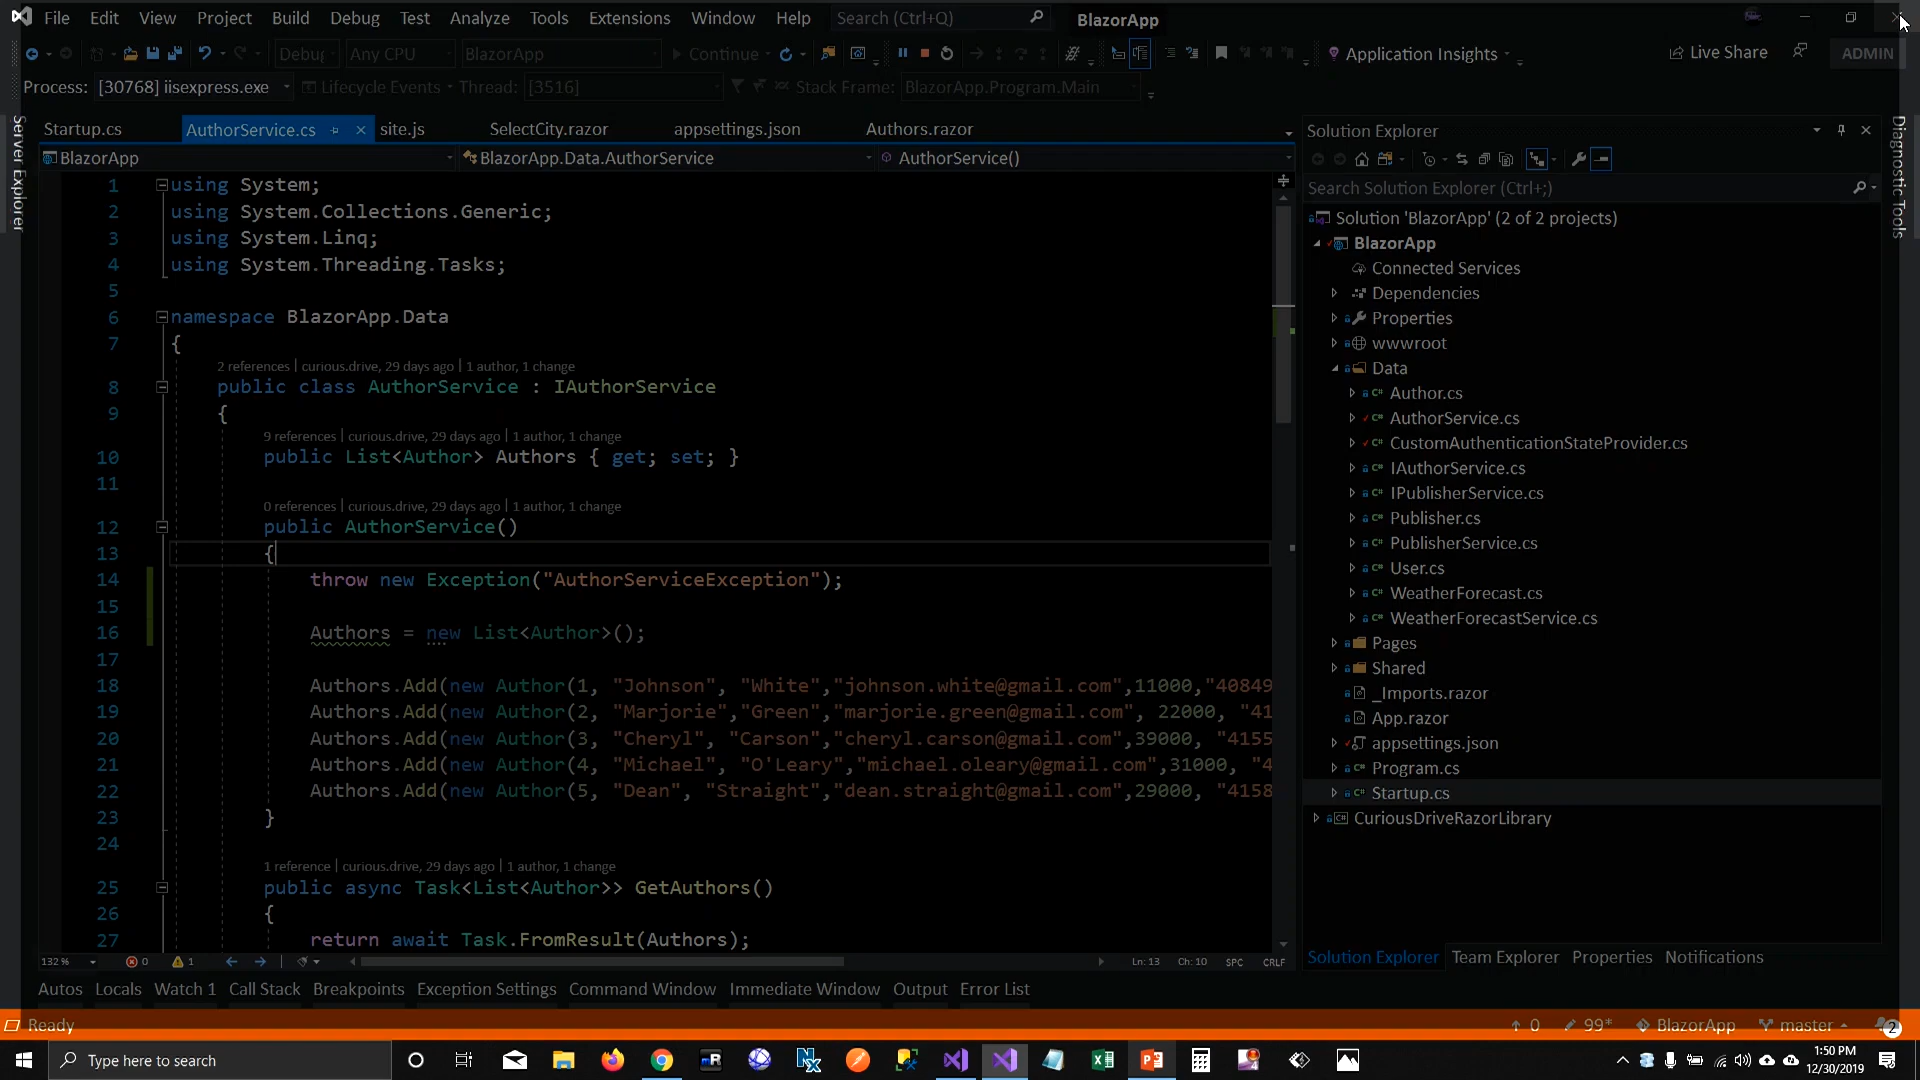 File Edit View Project Build Debug Test Analyze Tools Extensions Window Help Search (Ctrl+Q) BlazorApp
Debug Any CPU BlazorApp Continue Application Insights Live Share ADMIN
Process: [30768] iisexpress.exe Lifecycle Events Thread: [3516] Stack Frame: BlazorApp.Program.Main
Server Explorer
Startup.cs AuthorService.cs site.js SelectCity.razor appsettings.json Authors.razor
BlazorApp BlazorApp.Data.AuthorService AuthorService()
1 using System;
2 using System.Collections.Generic;
3 using System.Linq;
4 using System.Threading.Tasks;
5
6 namespace BlazorApp.Data
7 {
2 references | curious.drive, 29 days ago | 1 author, 1 change
8 public class AuthorService : IAuthorService
9 {
9 references | curious.drive, 29 days ago | 1 author, 1 change
10 public List<Author> Authors { get; set; }
11
0 references | curious.drive, 29 days ago | 1 author, 1 change
12 public AuthorService()
13 {
14 throw new Exception("AuthorServiceException");
15
16 Authors = new List<Author>();
17
18 Authors.Add(new Author(1, "Johnson", "White","johnson.white@gmail.com",11000,"40849
19 Authors.Add(new Author(2, "Marjorie","Green","marjorie.green@gmail.com", 22000, "41
20 Authors.Add(new Author(3, "Cheryl", "Carson","cheryl.carson@gmail.com",39000, "4155
21 Authors.Add(new Author(4, "Michael", "O'Leary","michael.oleary@gmail.com",31000, "4
22 Authors.Add(new Author(5, "Dean", "Straight","dean.straight@gmail.com",29000, "4158
23 }
24
1 reference | curious.drive, 29 days ago | 1 author, 1 change
25 public async Task<List<Author>> GetAuthors()
26 {
27 return await Task.FromResult(Authors);
132 % 0 1 Ln: 13 Ch: 10 SPC CRLF
Solution Explorer
Search Solution Explorer (Ctrl+;)
Solution 'BlazorApp' (2 of 2 projects)
BlazorApp
Connected Services
Dependencies
Properties
wwwroot
Data
Author.cs
AuthorService.cs
CustomAuthenticationStateProvider.cs
IAuthorService.cs
IPublisherService.cs
Publisher.cs
PublisherService.cs
User.cs
WeatherForecast.cs
WeatherForecastService.cs
Pages
Shared
_Imports.razor
App.razor
appsettings.json
Program.cs
Startup.cs
CuriousDriveRazorLibrary
Solution Explorer Team Explorer Properties Notifications
Diagnostic Tools
Autos Locals Watch 1 Call Stack Breakpoints Exception Settings Command Window Immediate Window Output Error List
Ready 0 99* BlazorApp master 2
Type here to search
1:50 PM
12/30/2019